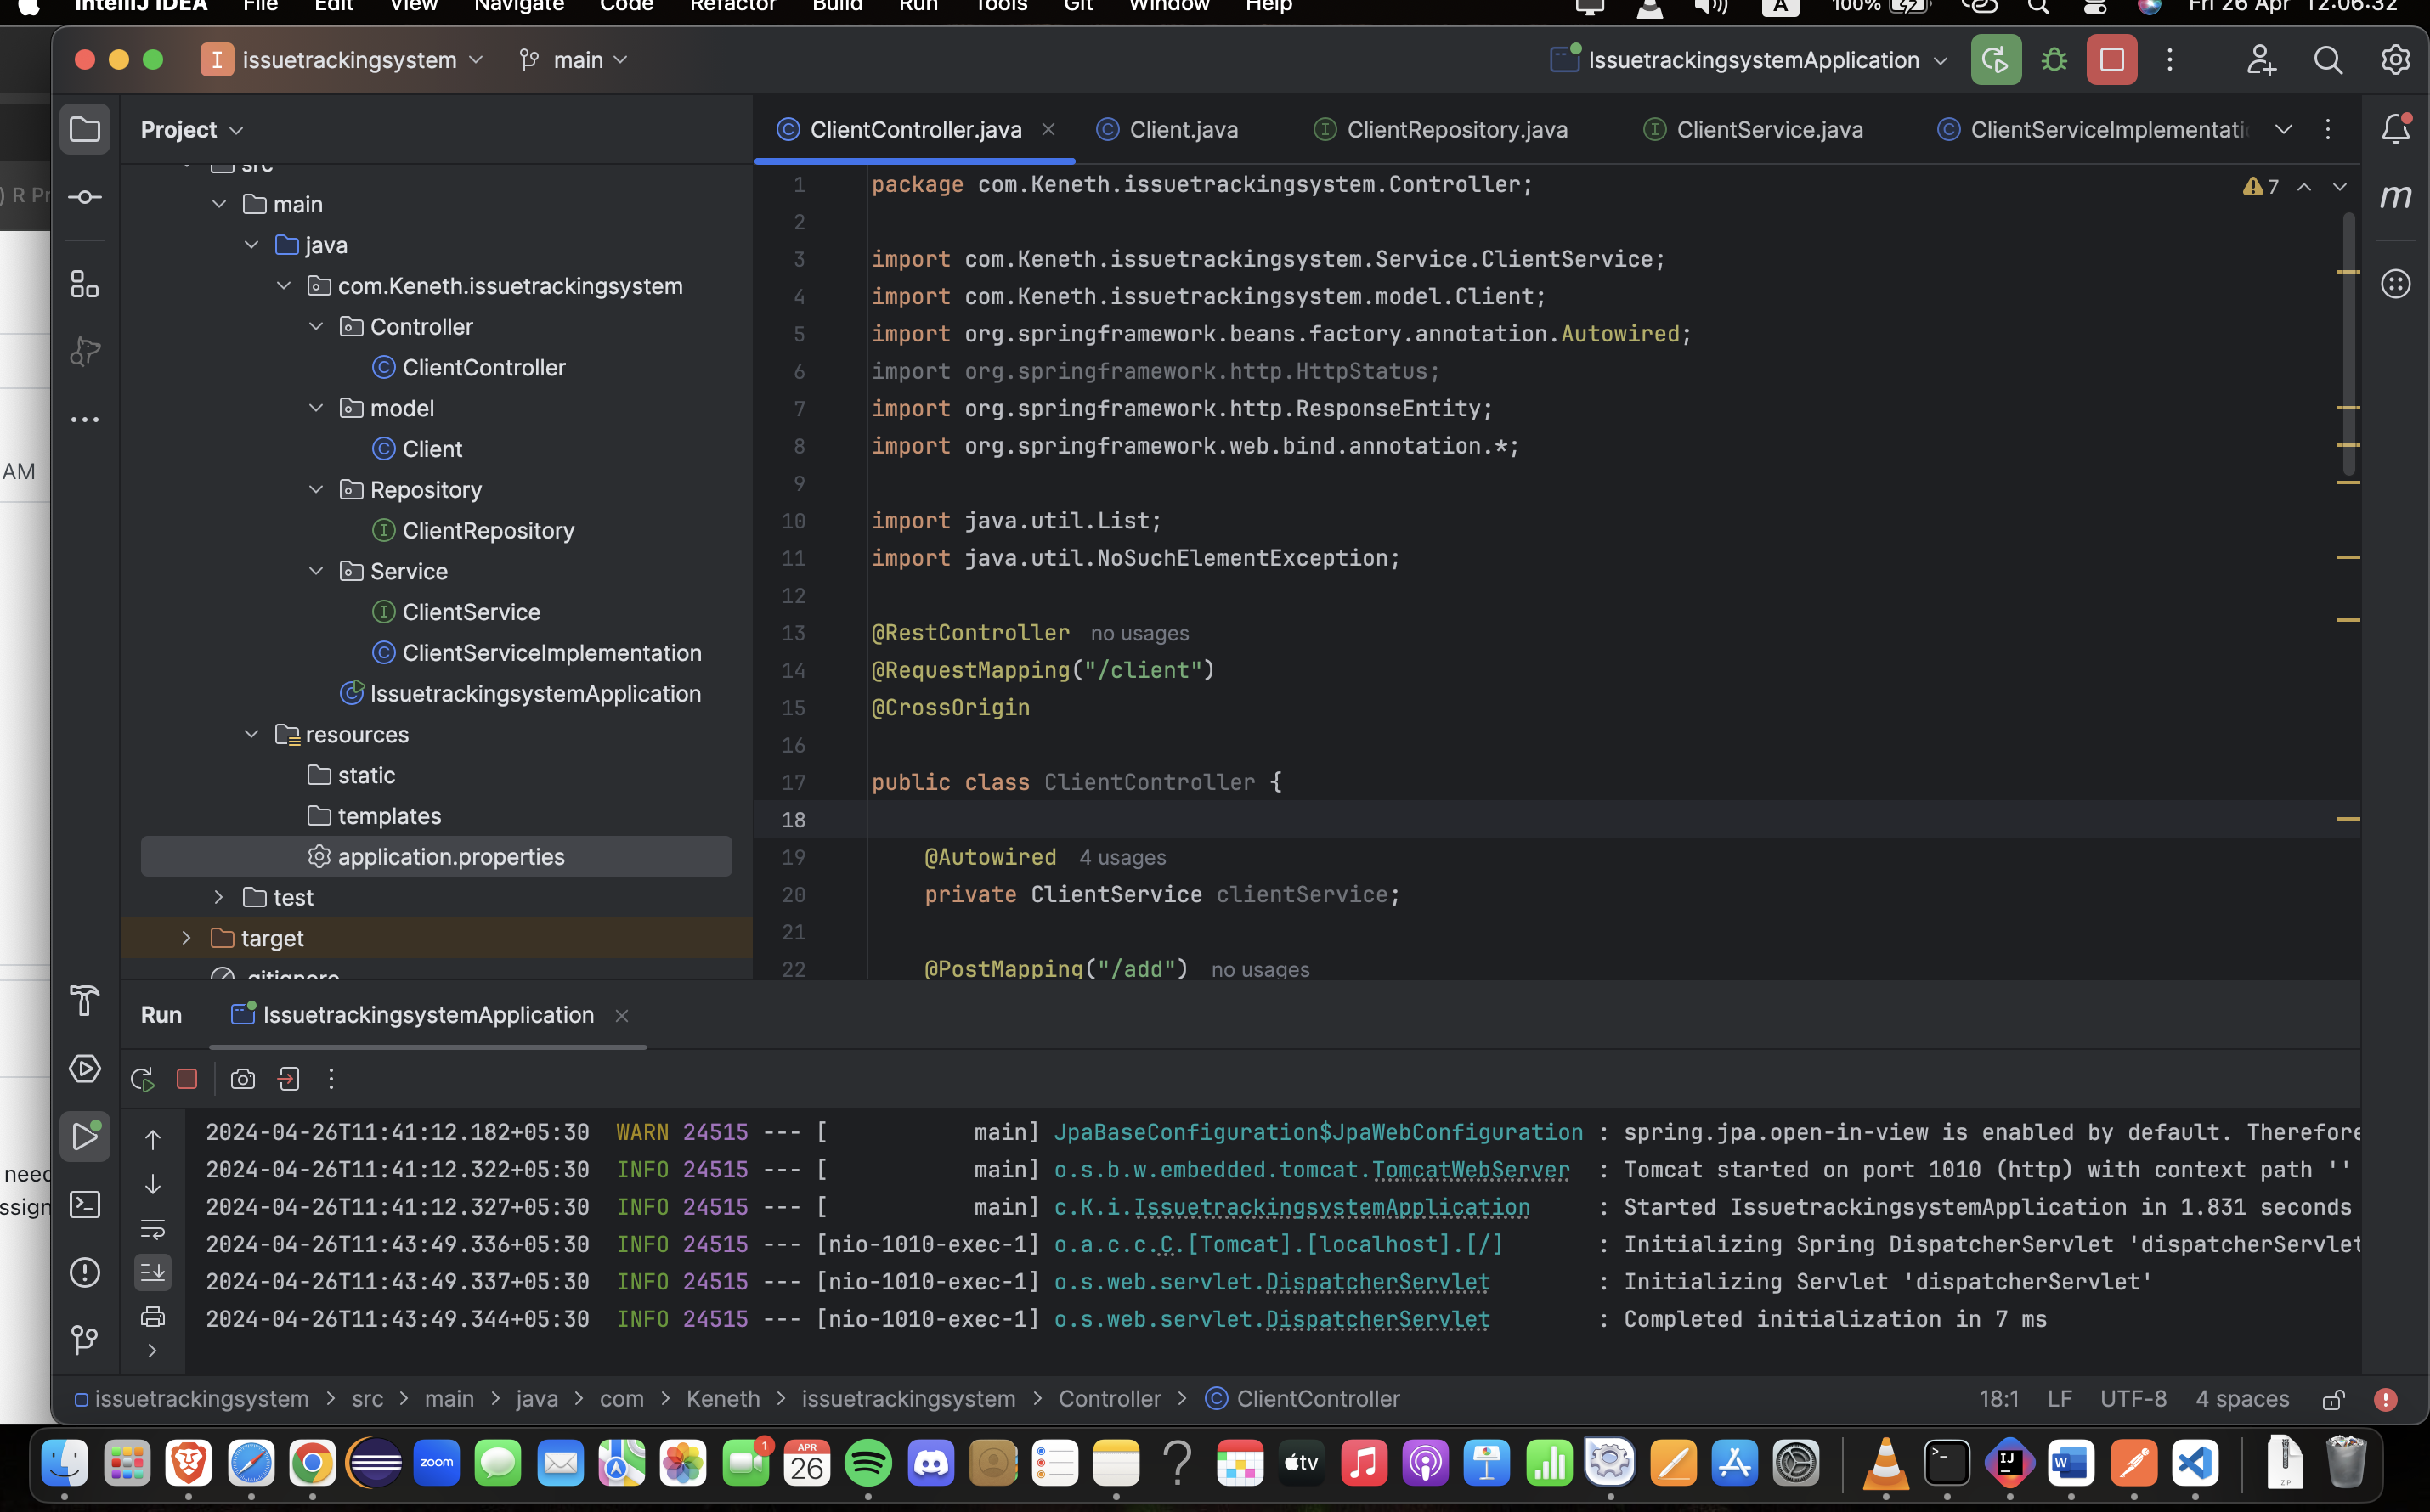 IntelliJ IDEA File Edit View Navigate Code Refactor Build Run Tools Git Window Help A 100% Fri 26 Apr 12:06:32
I issuetrackingsystem main IssuetrackingsystemApplication
Project
src
main
java
com.Keneth.issuetrackingsystem
Controller
ClientController
model
Client
Repository
ClientRepository
Service
ClientService
ClientServiceImplementation
IssuetrackingsystemApplication
resources
static
templates
application.properties
test
target
.gitignore
) R Pr
AM
need
ssign
ClientController.java Client.java ClientRepository.java ClientService.java ClientServiceImplementati
7
m
1 package com.Keneth.issuetrackingsystem.Controller;
2
3 import com.Keneth.issuetrackingsystem.Service.ClientService;
4 import com.Keneth.issuetrackingsystem.model.Client;
5 import org.springframework.beans.factory.annotation.Autowired;
6 import org.springframework.http.HttpStatus;
7 import org.springframework.http.ResponseEntity;
8 import org.springframework.web.bind.annotation.*;
9
10 import java.util.List;
11 import java.util.NoSuchElementException;
12
13 @RestController no usages
14 @RequestMapping("/client")
15 @CrossOrigin
16
17 public class ClientController {
18
19 @Autowired 4 usages
20 private ClientService clientService;
21
22 @PostMapping("/add") no usages
Run IssuetrackingsystemApplication
2024-04-26T11:41:12.182+05:30 WARN 24515 --- [ main] JpaBaseConfiguration$JpaWebConfiguration : spring.jpa.open-in-view is enabled by default. Therefore
2024-04-26T11:41:12.322+05:30 INFO 24515 --- [ main] o.s.b.w.embedded.tomcat.TomcatWebServer : Tomcat started on port 1010 (http) with context path ''
2024-04-26T11:41:12.327+05:30 INFO 24515 --- [ main] c.K.i.IssuetrackingsystemApplication : Started IssuetrackingsystemApplication in 1.831 seconds
2024-04-26T11:43:49.336+05:30 INFO 24515 --- [nio-1010-exec-1] o.a.c.c.C.[Tomcat].[localhost].[/] : Initializing Spring DispatcherServlet 'dispatcherServlet
2024-04-26T11:43:49.337+05:30 INFO 24515 --- [nio-1010-exec-1] o.s.web.servlet.DispatcherServlet : Initializing Servlet 'dispatcherServlet'
2024-04-26T11:43:49.344+05:30 INFO 24515 --- [nio-1010-exec-1] o.s.web.servlet.DispatcherServlet : Completed initialization in 7 ms
issuetrackingsystem > src > main > java > com > Keneth > issuetrackingsystem > Controller > ClientController 18:1 LF UTF-8 4 spaces
zoom 1 APR 26 tv IJ W ZIP